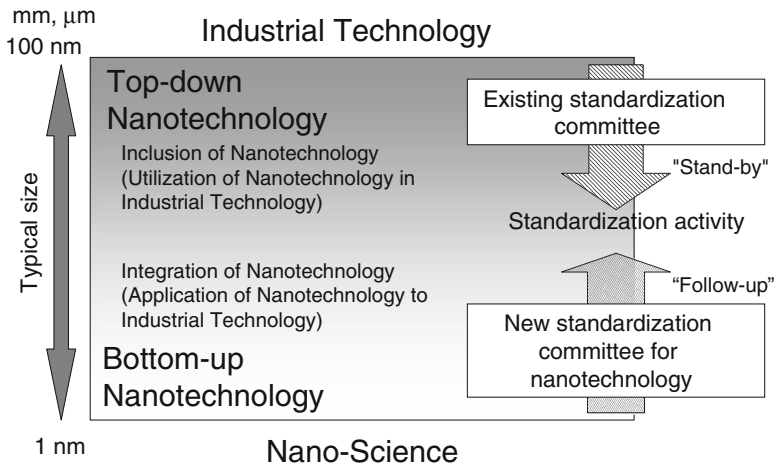 mm, μm
100 nm
Industrial Technology
Top-down
Nanotechnology
Inclusion of Nanotechnology
(Utilization of Nanotechnology in
Industrial Technology)
Existing standardization
committee
"Stand-by"
Standardization activity
Typical size
Integration of Nanotechnology
(Application of Nanotechnology to
Industrial Technology)
“Follow-up”
New standardization
committee for
nanotechnology
Bottom-up
Nanotechnology
1 nm
Nano-Science